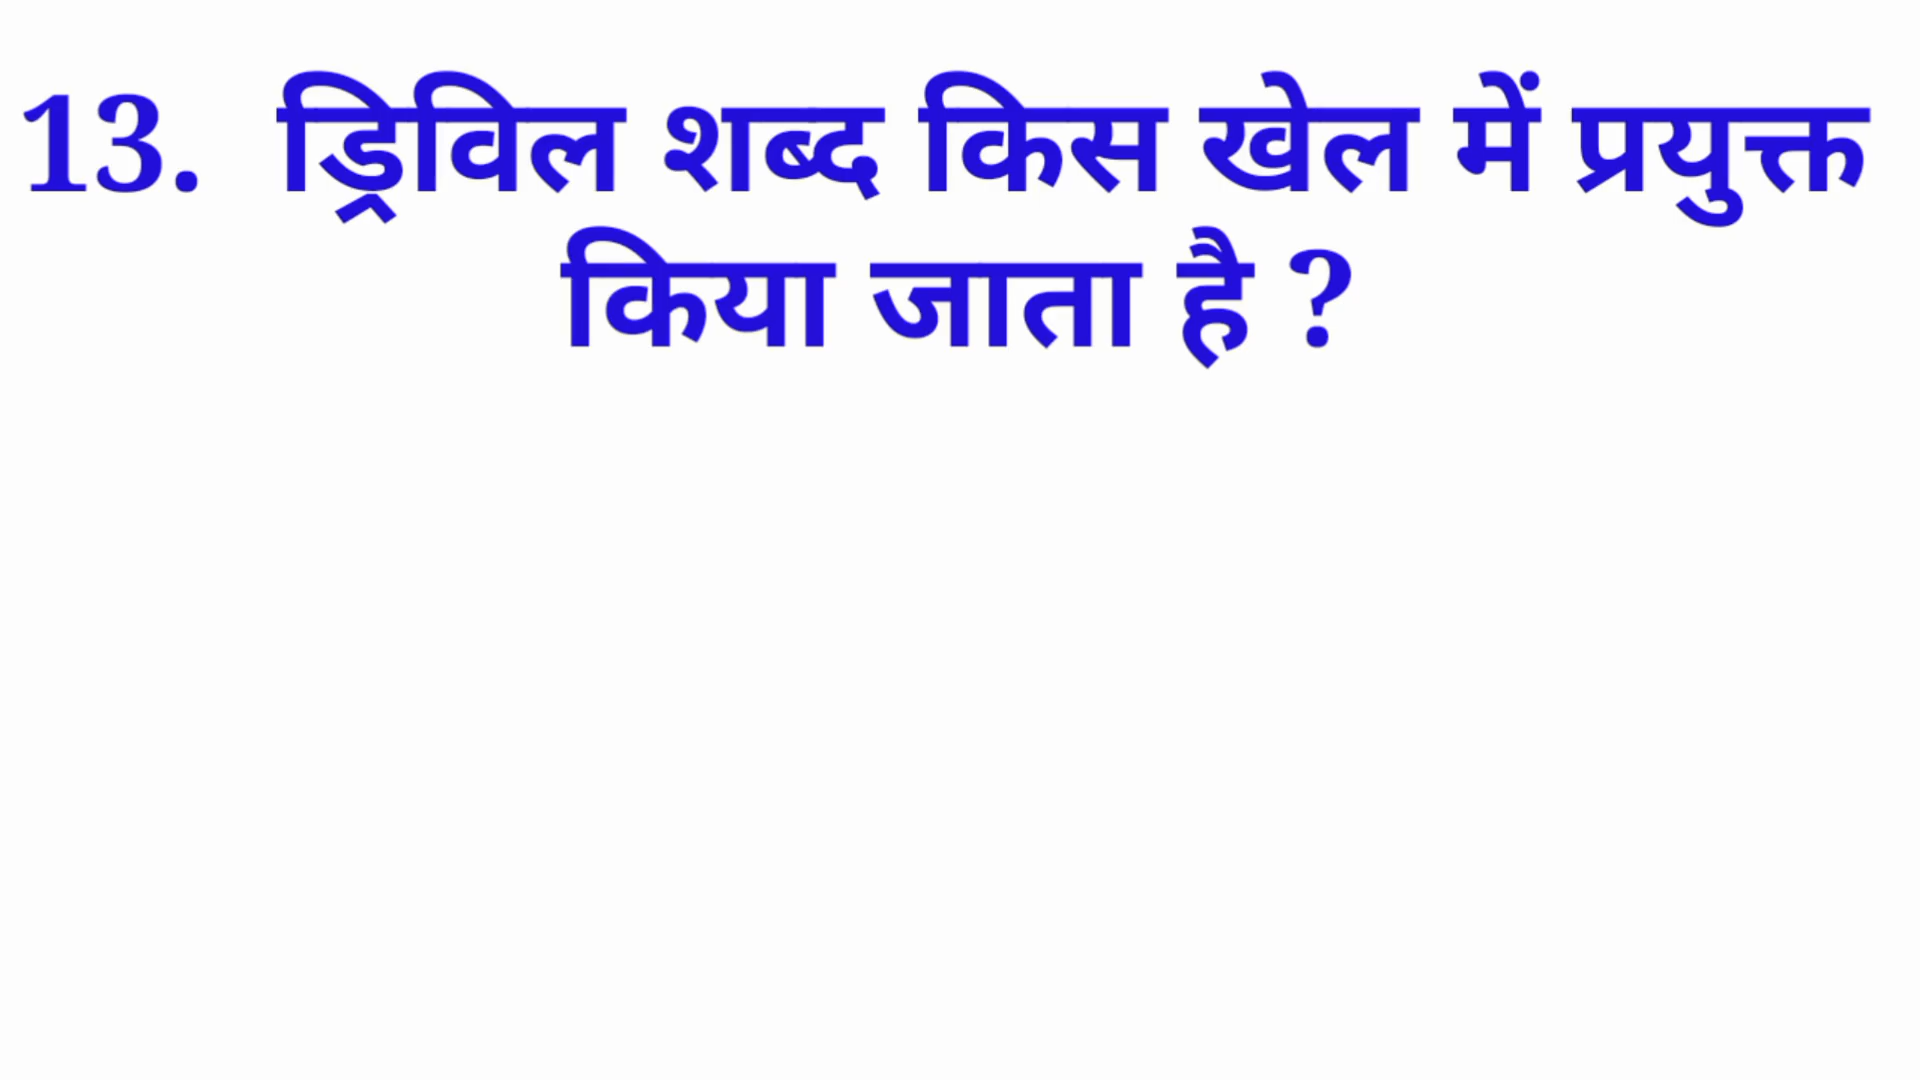 13. ड्रिविल शब्द किस खेल में प्रयुक्त
किया जाता है ?